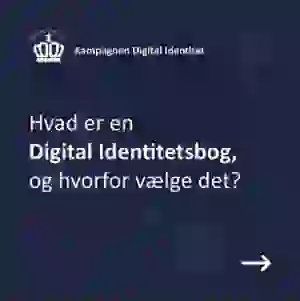 Kampagnen Digital Identitet
Hvad er en
Digital Identitetsbog,
og hvorfor vælge det?